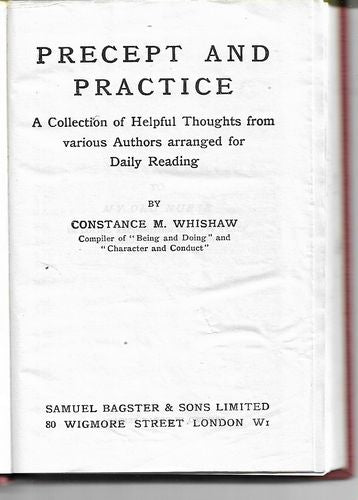 PRECEPT AND
PRACTICE
A Collection of Helpful Thoughts from
various Authors arranged for
Daily Reading
BY
CONSTANCE M. WHISHAW
Compiler of "Being and Doing" and
"Character and Conduct"
SAMUEL BAGSTER & SONS LIMITED
80 WIGMORE STREET LONDON W1